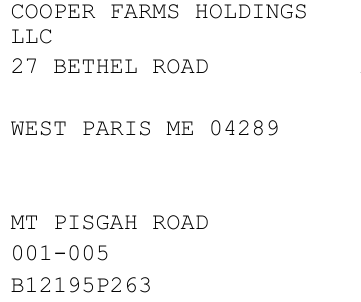 COOPER FARMS HOLDINGS
LLC
27 BETHEL ROAD
WEST PARIS ME 04289
MT PISGAH ROAD
001-005
B12195P263